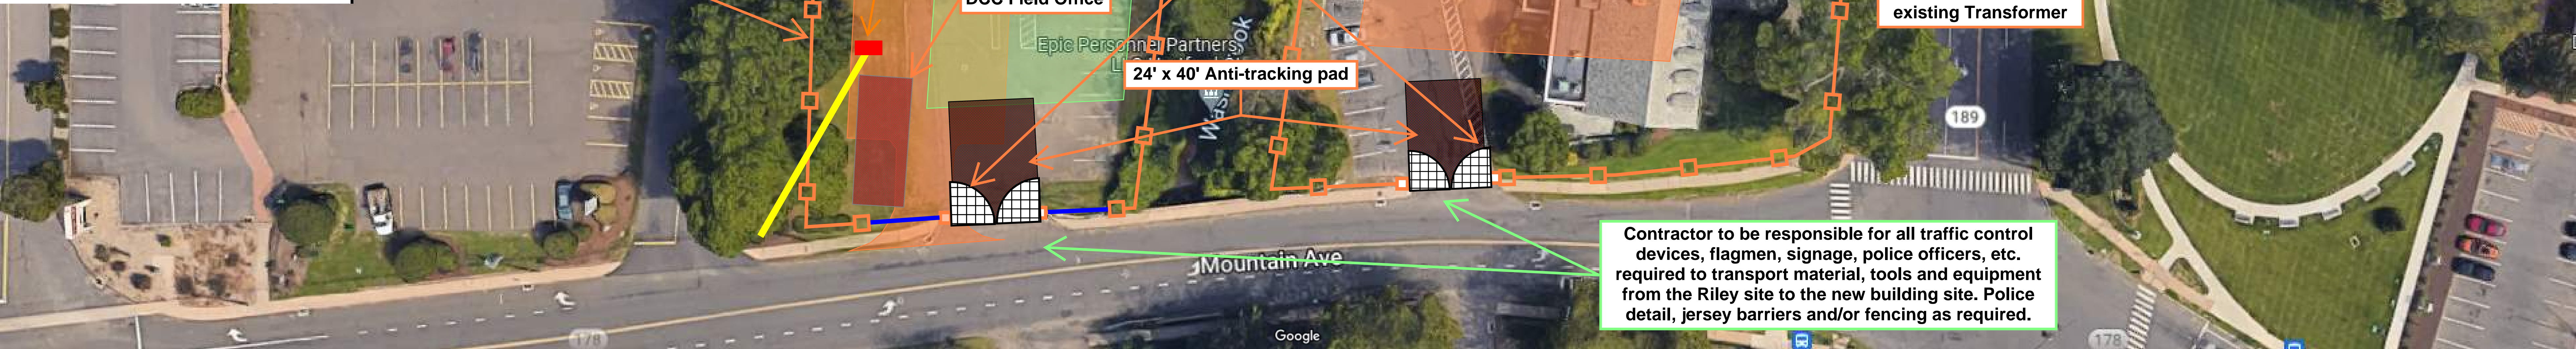 DCC Field Office
existing Transformer
Epic Personnel Partners,
24' x 40' Anti-tracking pad
189
Contractor to be responsible for all traffic control
devices, flagmen, signage, police officers, etc.
required to transport material, tools and equipment
from the Riley site to the new building site. Police
detail, jersey barriers and/or fencing as required.
Mountain Ave
Google
178
178